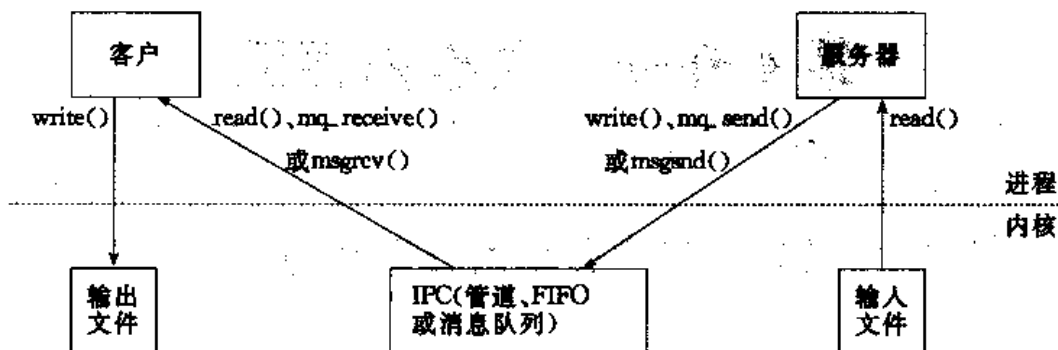 客户
服务器
write()
read()、mq_receive()
或msgrcv()
write()、mq_send()
或msgsnd()
read()
进程
内核
输出
文件
IPC(管道、FIFO
或消息队列)
输人
文件